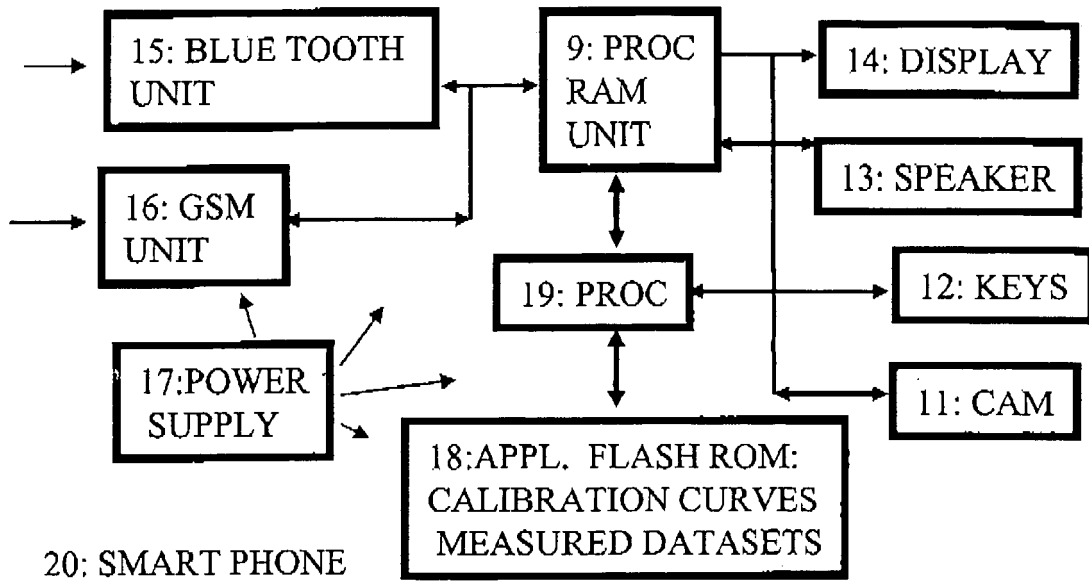 15: BLUE TOOTH
UNIT
9: PROC
RAM
UNIT
14: DISPLAY
13: SPEAKER
16: GSM
UNIT
19: PROC
12: KEYS
17:POWER
SUPPLY
11: CAM
18:APPL. FLASH ROM:
CALIBRATION CURVES
MEASURED DATASETS
20: SMART PHONE